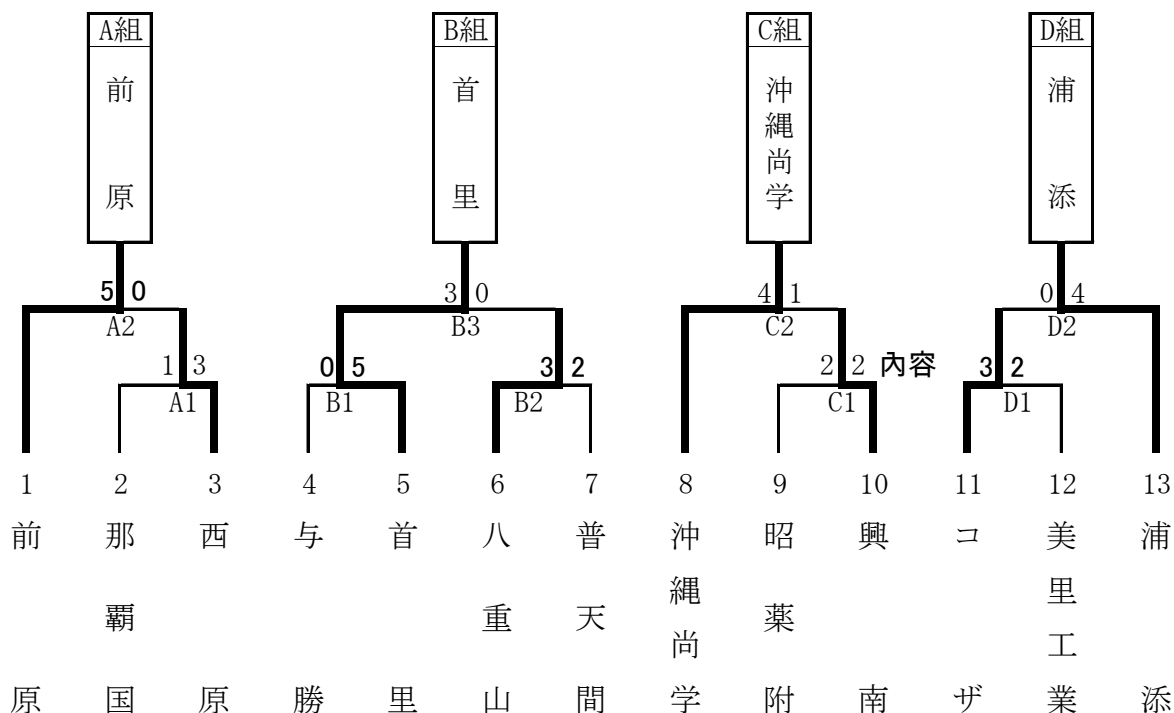 A組 B組 C組 D組
前原 首里 沖縄尚学 浦添
5 0 3 0 4 1 0 4
A2 B3 C2 D2
1 3 0 5 3 2 2 2 内容 3 2
A1 B1 B2 C1 D1
1 2 3 4 5 6 7 8 9 10 11 12 13
前原 那覇国 西原 与勝 首里 八重山 普天間 沖縄尚学 昭薬附 興南 コザ 美里工業 浦添